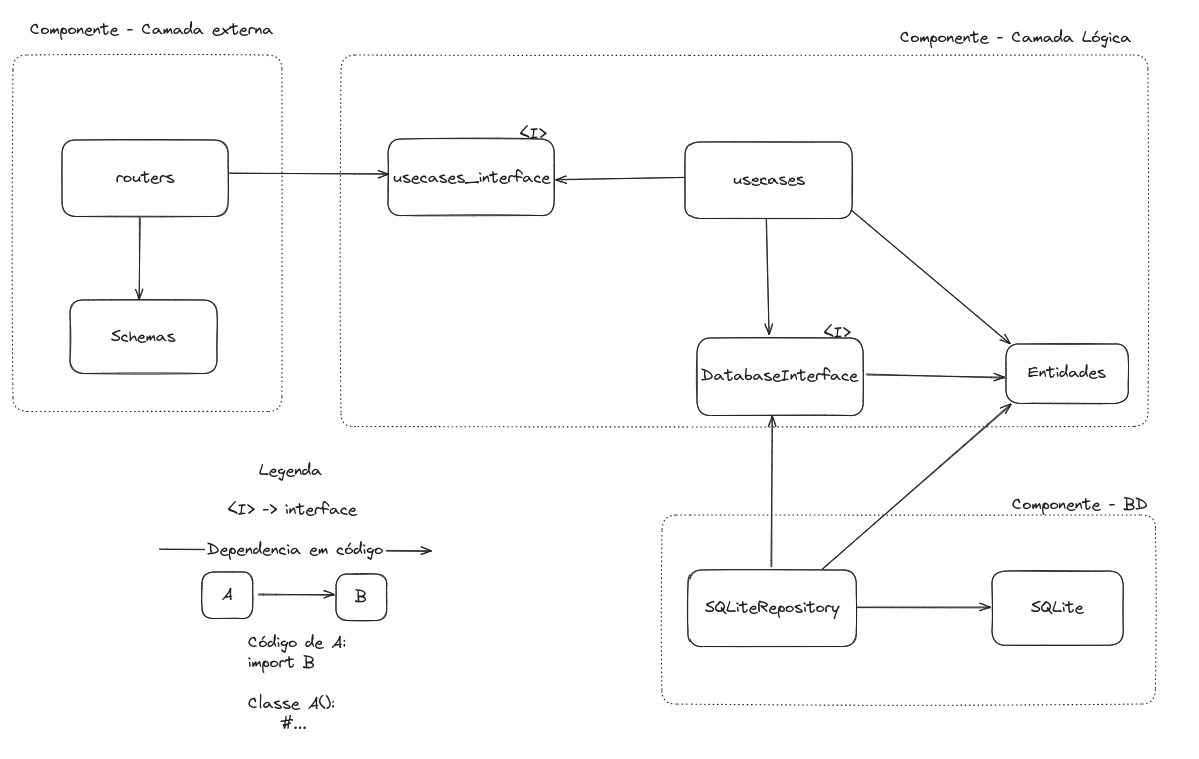 Componente - Camada externa
Componente - Camada Lógica
<I>
routers
usecases_interface
usecases
Schemas
<I>
DatabaseInterface
Entidades
Legenda
<I> -> interface
Componente - BD
Dependencia em código
A
B
SQLiteRepository
SQLite
Código de A:
import B
Classe A():
#...